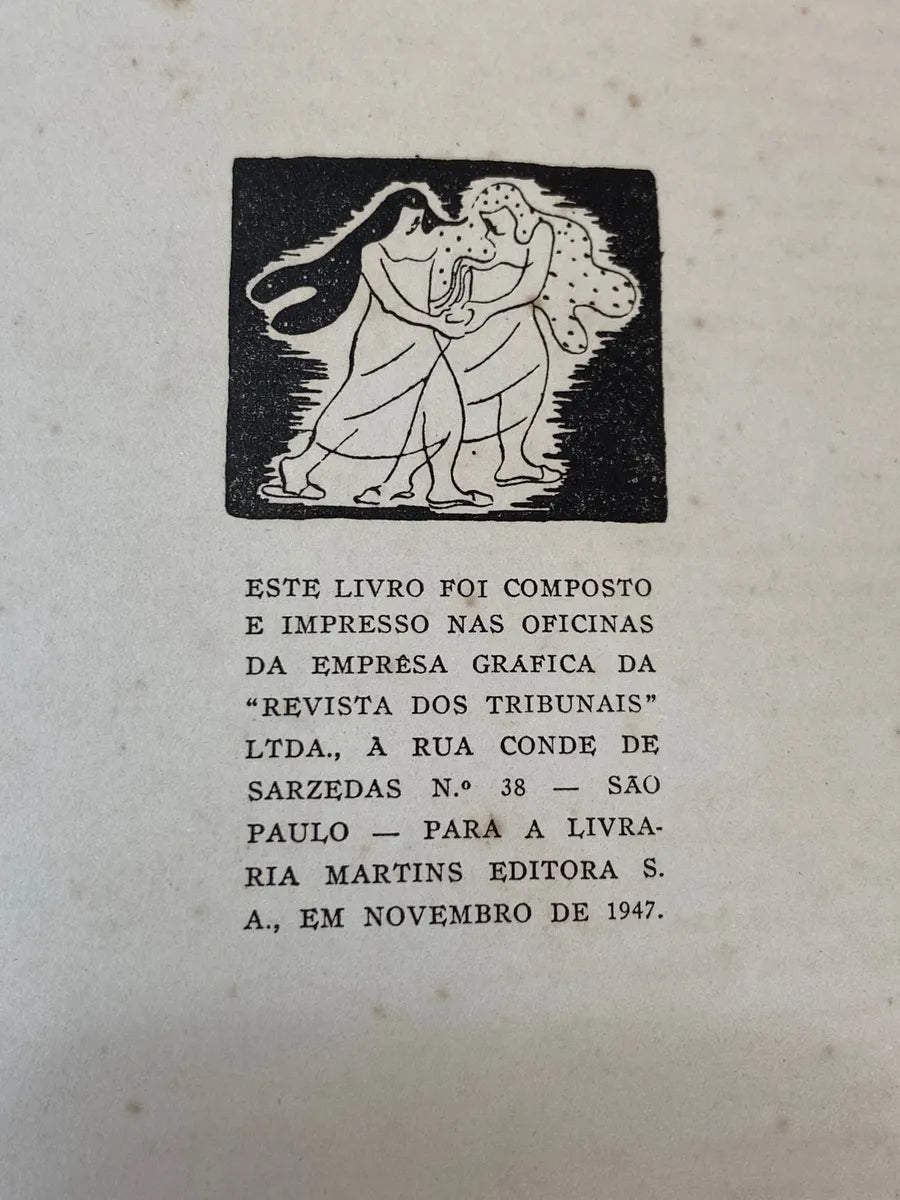 ESTE LIVRO FOI COMPOSTO
E IMPRESSO NAS OFICINAS
DA EMPRÊSA GRÁFICA DA
“REVISTA DOS TRIBUNAIS”
LTDA., À RUA CONDE DE
SARZEDAS N.º 38 — SÃO
PAULO — PARA A LIVRA-
RIA MARTINS EDITORA S.
A., EM NOVEMBRO DE 1947.